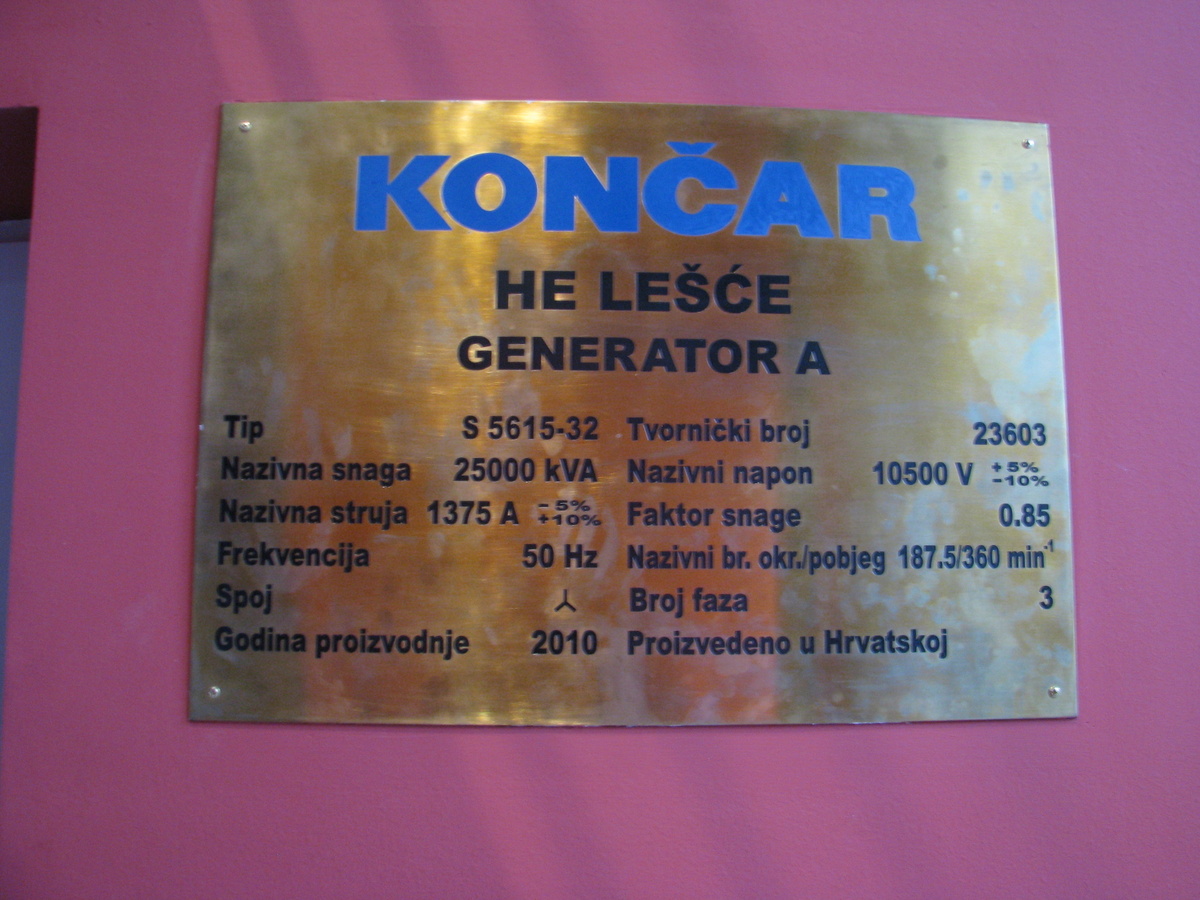 KONČAR
HE LEŠĆE
GENERATOR A
Tip S 5615-32 Tvornički broj 23603
Nazivna snaga 25000 kVA Nazivni napon 10500 V +5% -10%
Nazivna struja 1375 A -5% +10% Faktor snage 0.85
Frekvencija 50 Hz Nazivni br. okr./pobjeg 187.5/360 min⁻¹
Spoj Broj faza 3
Godina proizvodnje 2010 Proizvedeno u Hrvatskoj